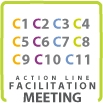 C1 C2 C3 C4
C5 C6 C7 C8
C9 C10 C11
ACTION LINE
FACILITATION
MEETING